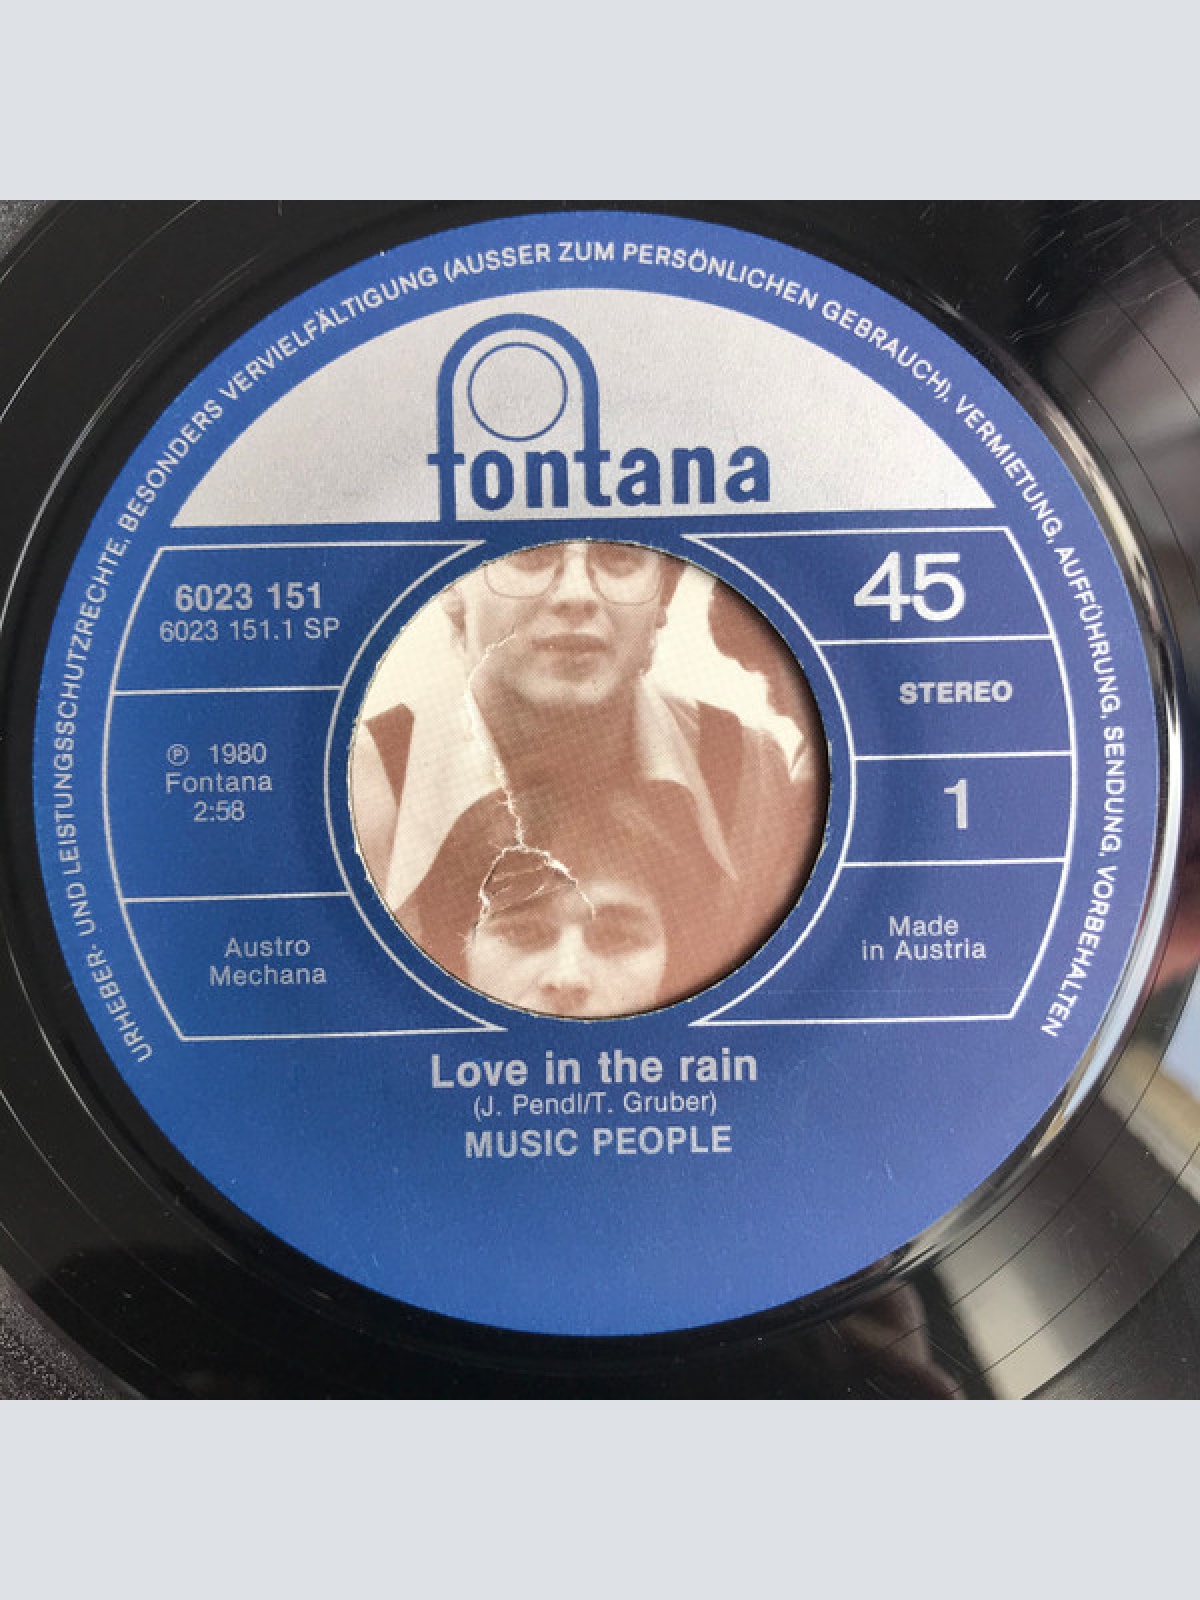 URHEBER- UND LEISTUNGSSCHUTZRECHTE, BESONDERS VERVIELFÄLTIGUNG (AUSSER ZUM PERSÖNLICHEN GEBRAUCH), VERMIETUNG, AUFFÜHRUNG, SENDUNG, VORBEHALTEN
fontana
6023 151
6023 151.1 SP
℗ 1980
Fontana
2:58
Austro
Mechana
45
STEREO
1
Made
in Austria
Love in the rain
(J. Pendl/T. Gruber)
MUSIC PEOPLE